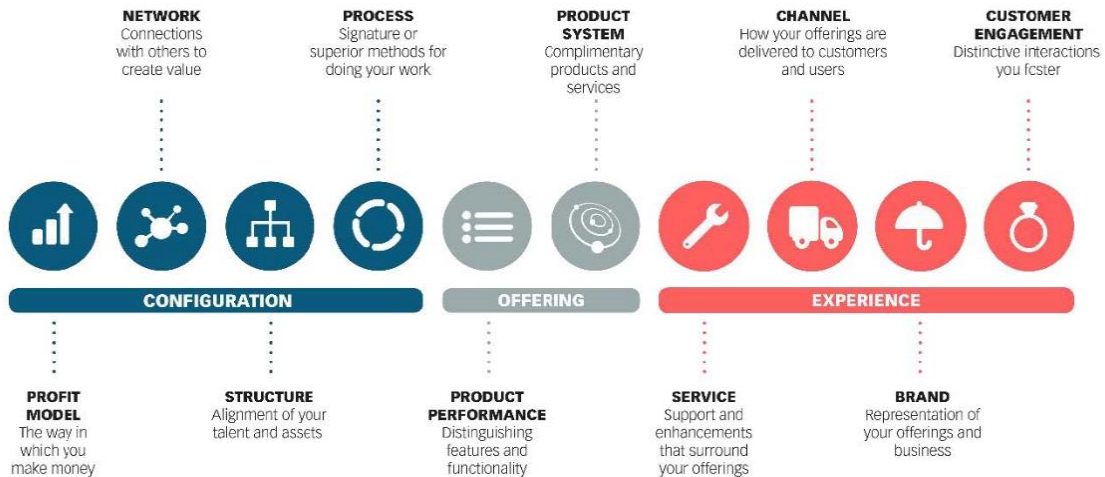 NETWORK
Connections
with others to
create value
PROCESS
Signature or
superior methods for
doing your work
PRODUCT
SYSTEM
Complimentary
products and
services
CHANNEL
How your offerings are
delivered to customers
and users
CUSTOMER
ENGAGEMENT
Distinctive interactions
you foster
CONFIGURATION
OFFERING
EXPERIENCE
PROFIT
MODEL
The way in
which you
make money
STRUCTURE
Alignment of your
talent and assets
PRODUCT
PERFORMANCE
Distinguishing
features and
functionality
SERVICE
Support and
enhancements
that surround
your offerings
BRAND
Representation of
your offerings and
business